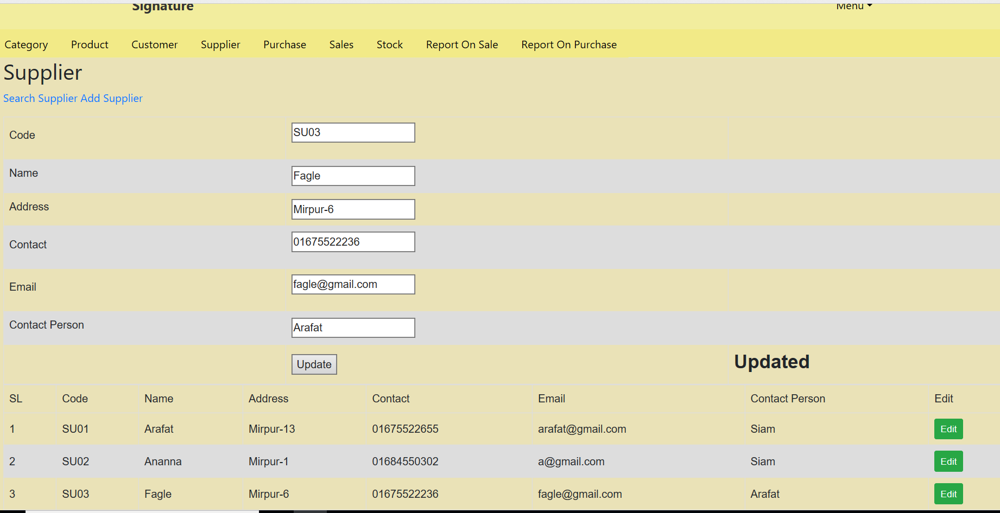 Signature Menu
Category Product Customer Supplier Purchase Sales Stock Report On Sale Report On Purchase
Supplier
Search Supplier Add Supplier
Code SU03
Name Fagle
Address Mirpur-6
Contact 01675522236
Email fagle@gmail.com
Contact Person Arafat
Update Updated
SL Code Name Address Contact Email Contact Person Edit
1 SU01 Arafat Mirpur-13 01675522655 arafat@gmail.com Siam Edit
2 SU02 Ananna Mirpur-1 01684550302 a@gmail.com Siam Edit
3 SU03 Fagle Mirpur-6 01675522236 fagle@gmail.com Arafat Edit